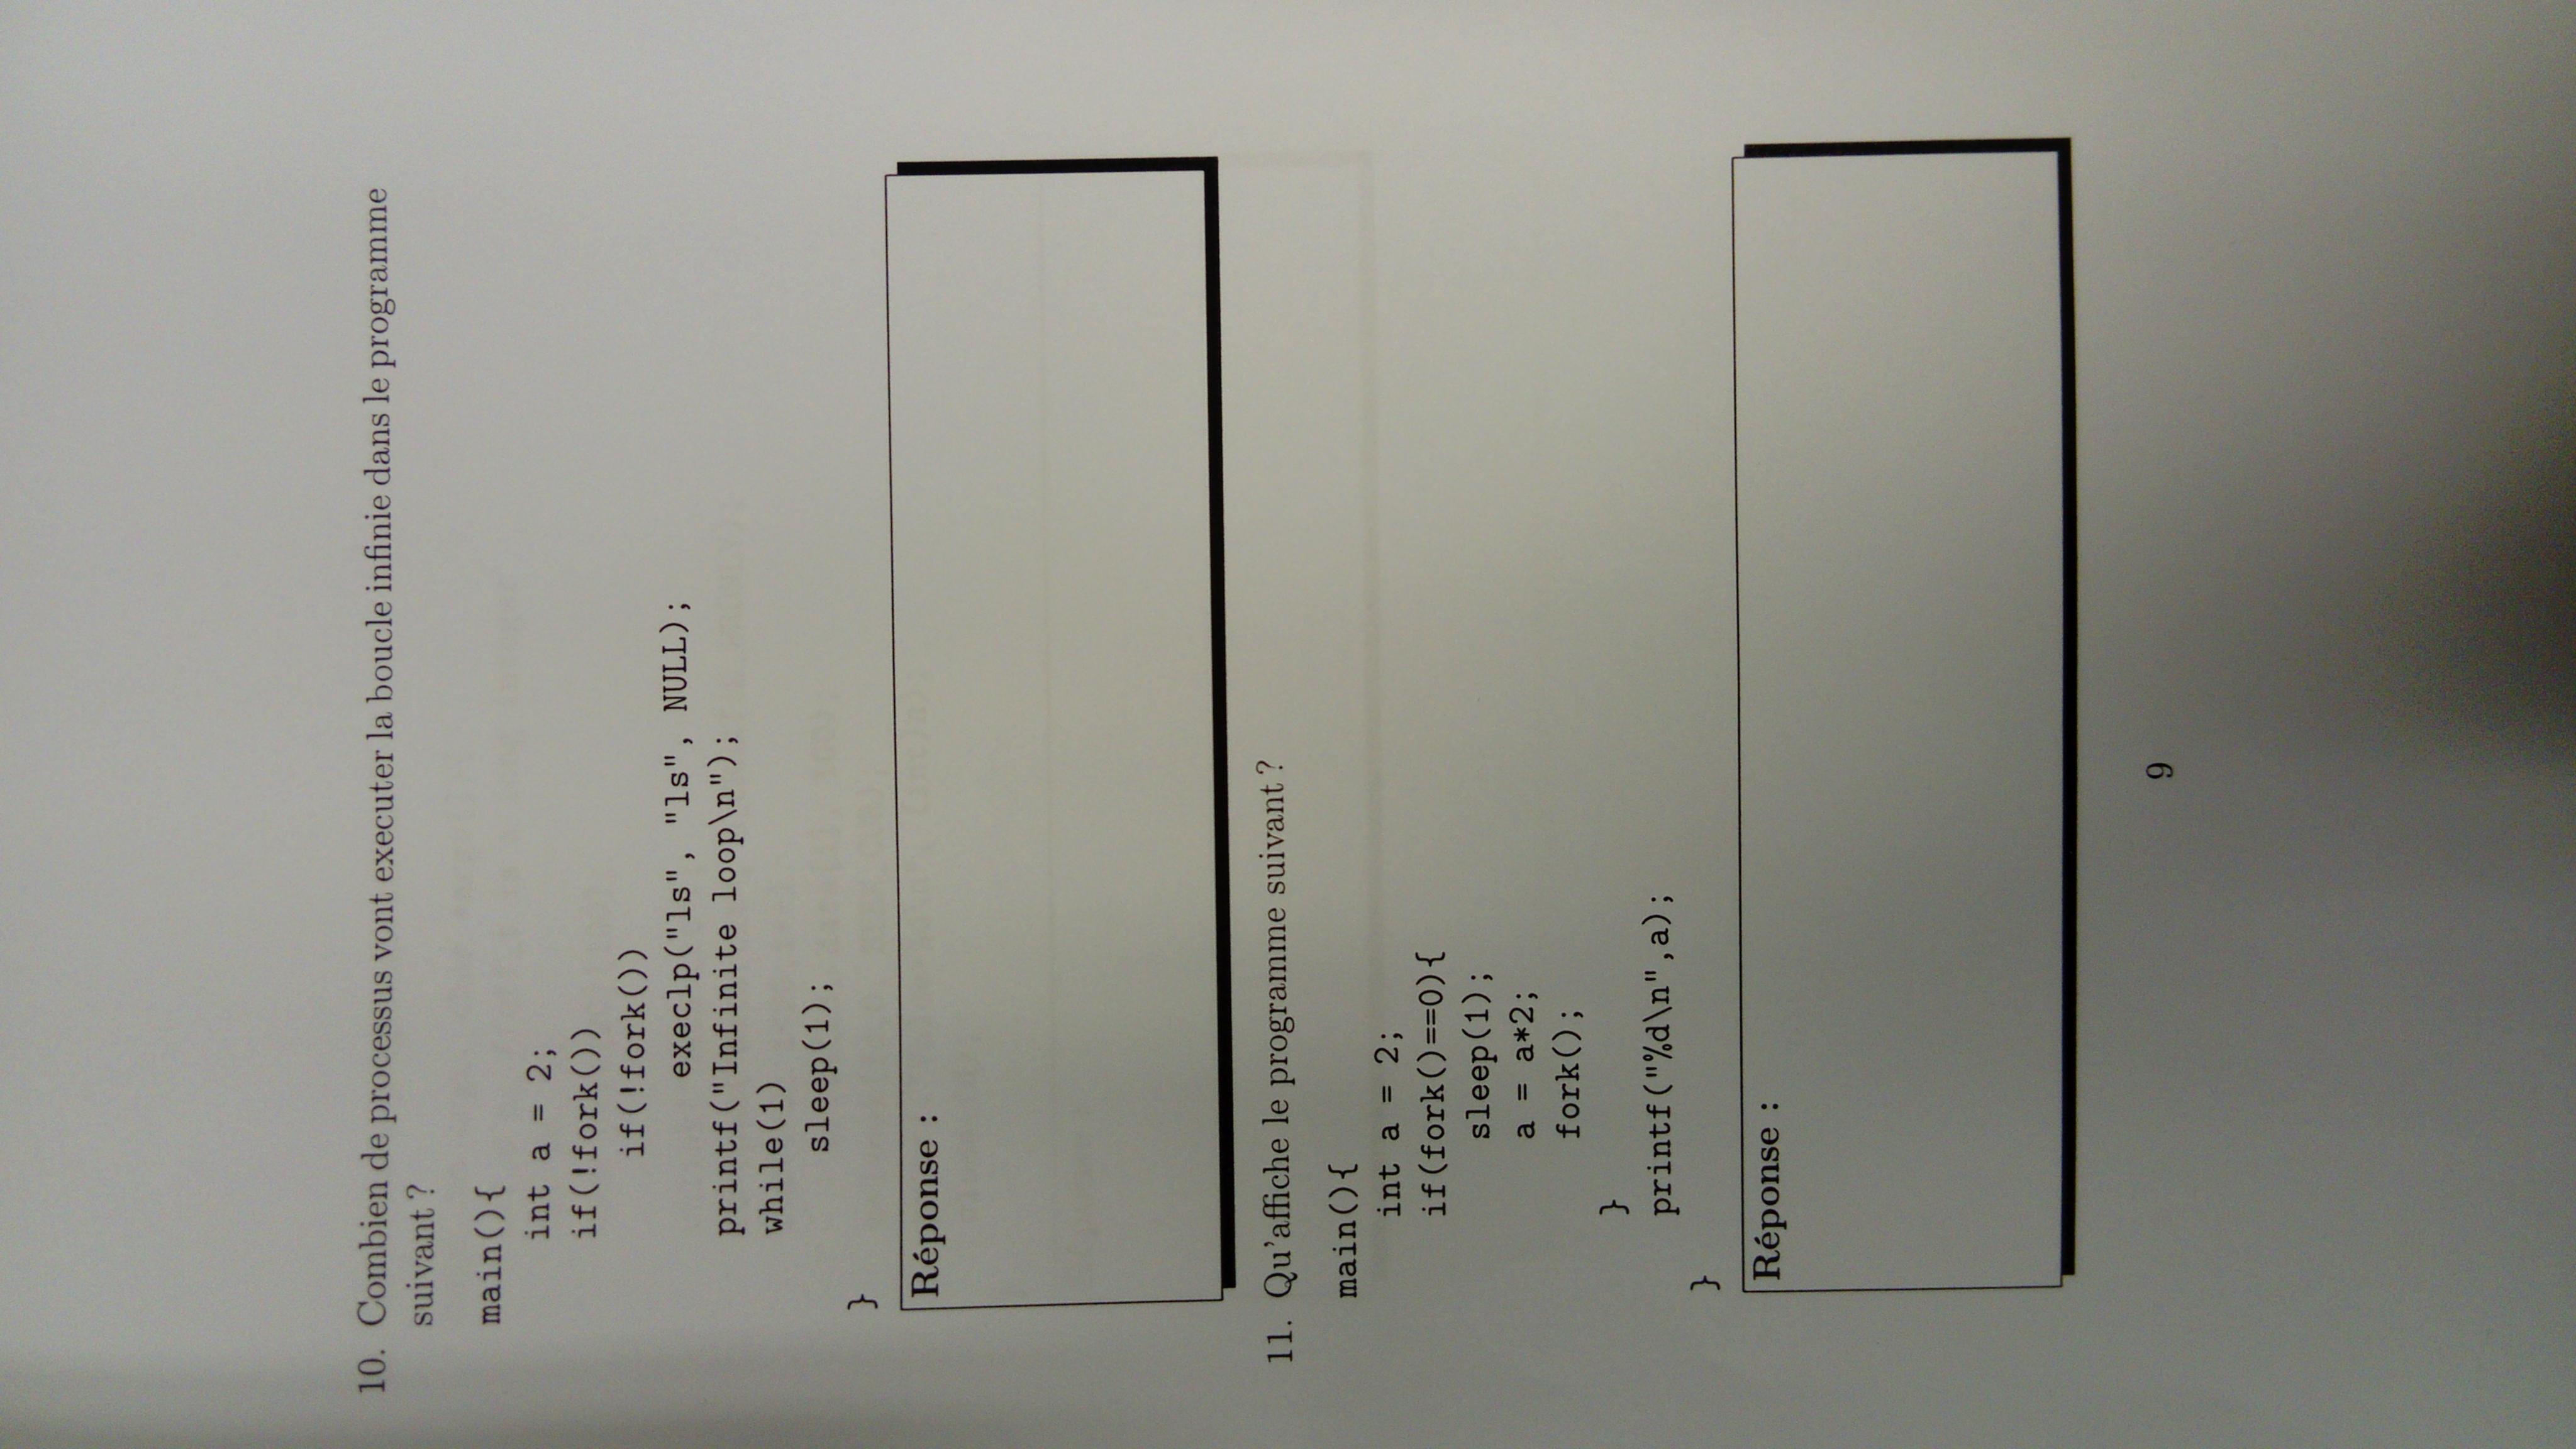 10. Combien de processus vont executer la boucle infinie dans le programme
suivant ?
main(){
int a = 2;
if(!fork())
if(!fork())
execlp("ls", "ls", NULL);
printf("Infinite loop\n");
while(1)
sleep(1);
}
Réponse :
11. Qu'affiche le programme suivant ?
main(){
int a = 2;
if(fork()==0){
sleep(1);
a = a*2;
fork();
}
printf("%d\n",a);
}
Réponse :
9